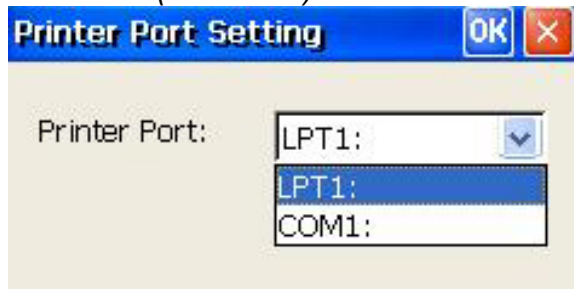 Printer Port Setting OK
Printer Port: LPT1:
LPT1:
COM1: